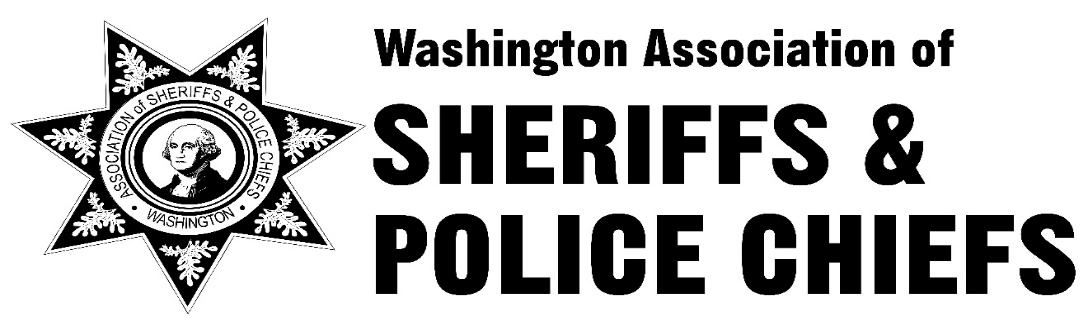 ASSOCIATION of SHERIFFS & POLICE CHIEFS
• WASHINGTON •
Washington Association of
SHERIFFS &
POLICE CHIEFS